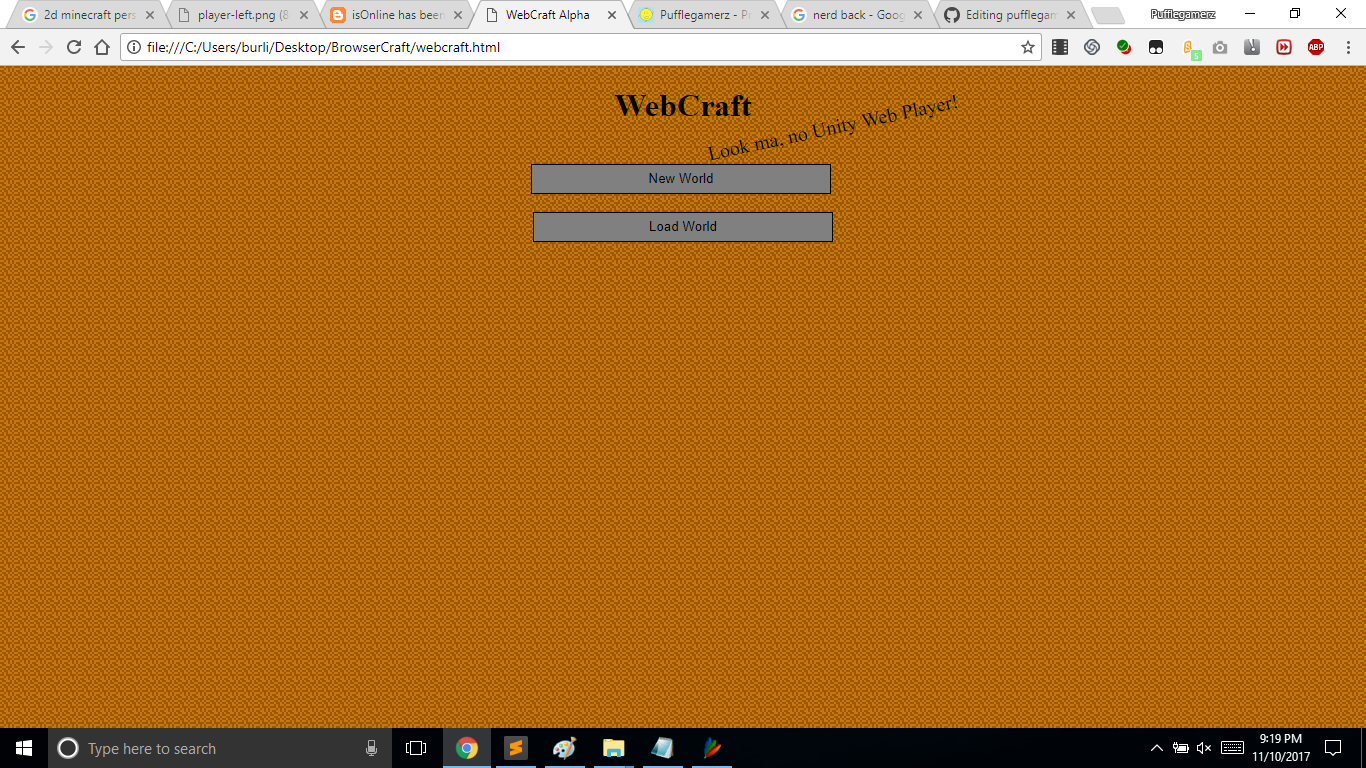 2d minecraft pers
player-left.png (8
isOnline has been
WebCraft Alpha
Pufflegamerz - Pr
nerd back - Goog
Editing pufflegam
Pufflegamerz
file:///C:/Users/burli/Desktop/BrowserCraft/webcraft.html
ABP
WebCraft
Look ma, no Unity Web Player!
New World
Load World
Type here to search
9:19 PM
11/10/2017